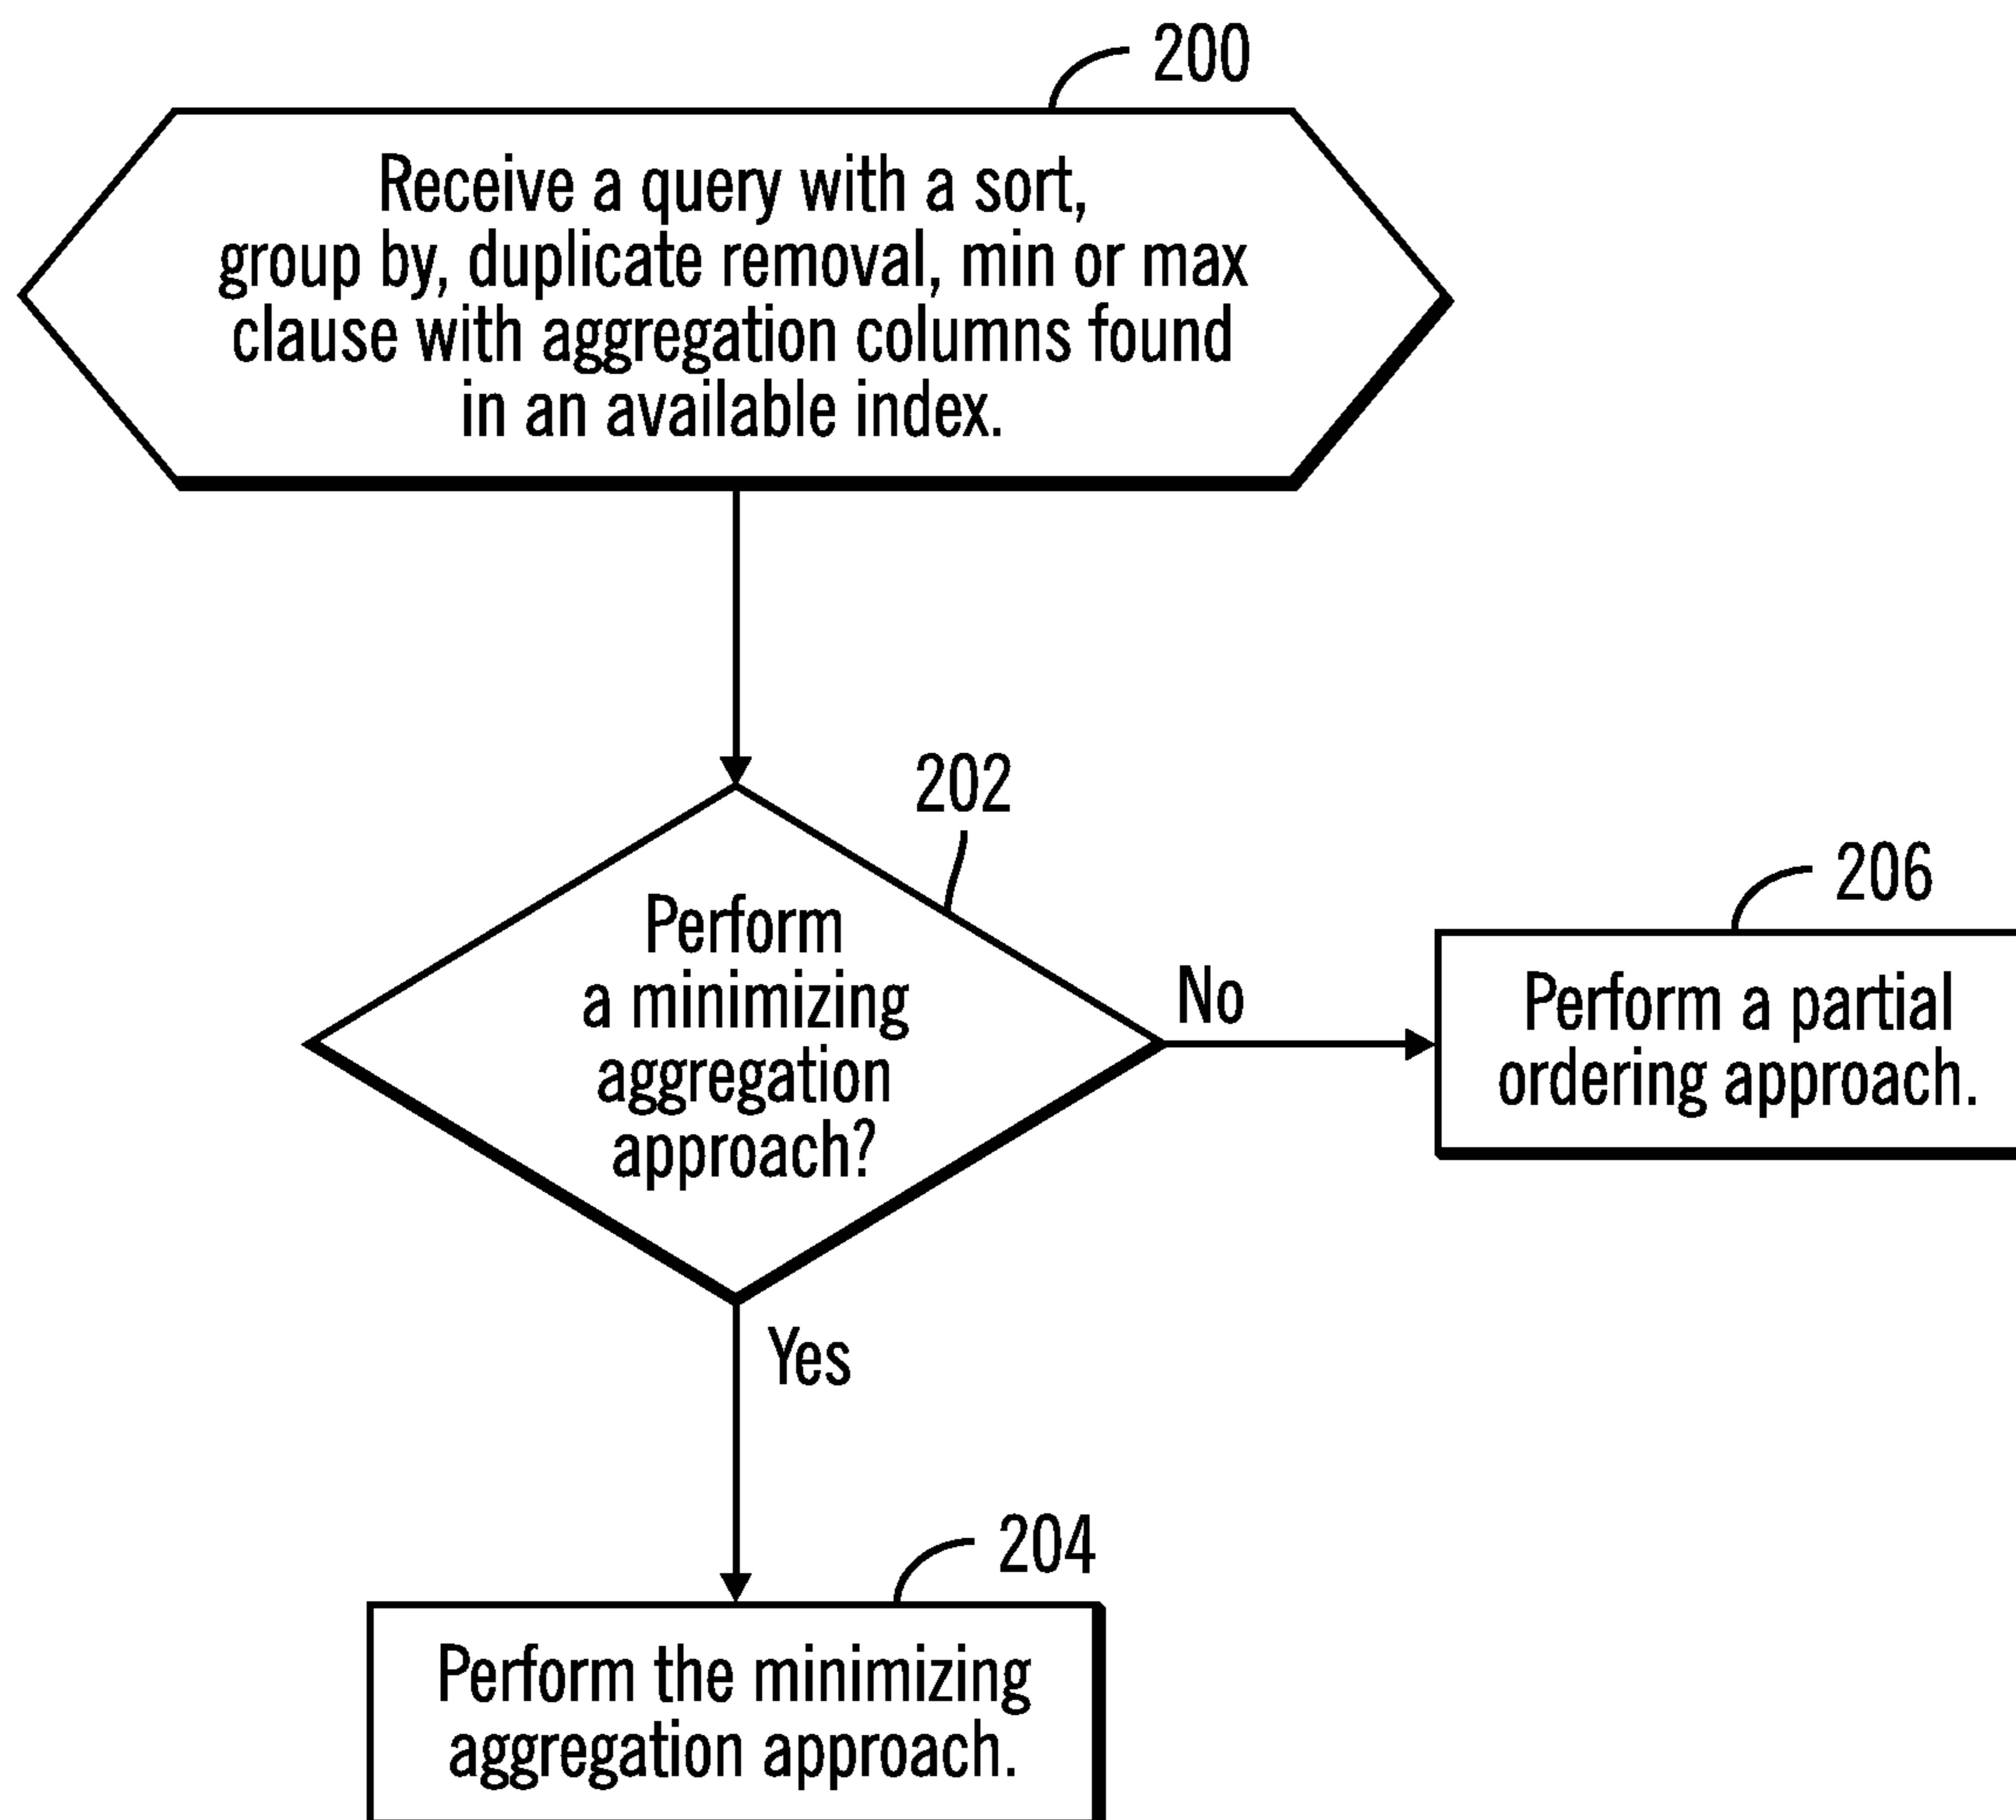 200
Receive a query with a sort,
group by, duplicate removal, min or max
clause with aggregation columns found
in an available index.
202
Perform
a minimizing
aggregation
approach?
No
206
Perform a partial
ordering approach.
Yes
204
Perform the minimizing
aggregation approach.